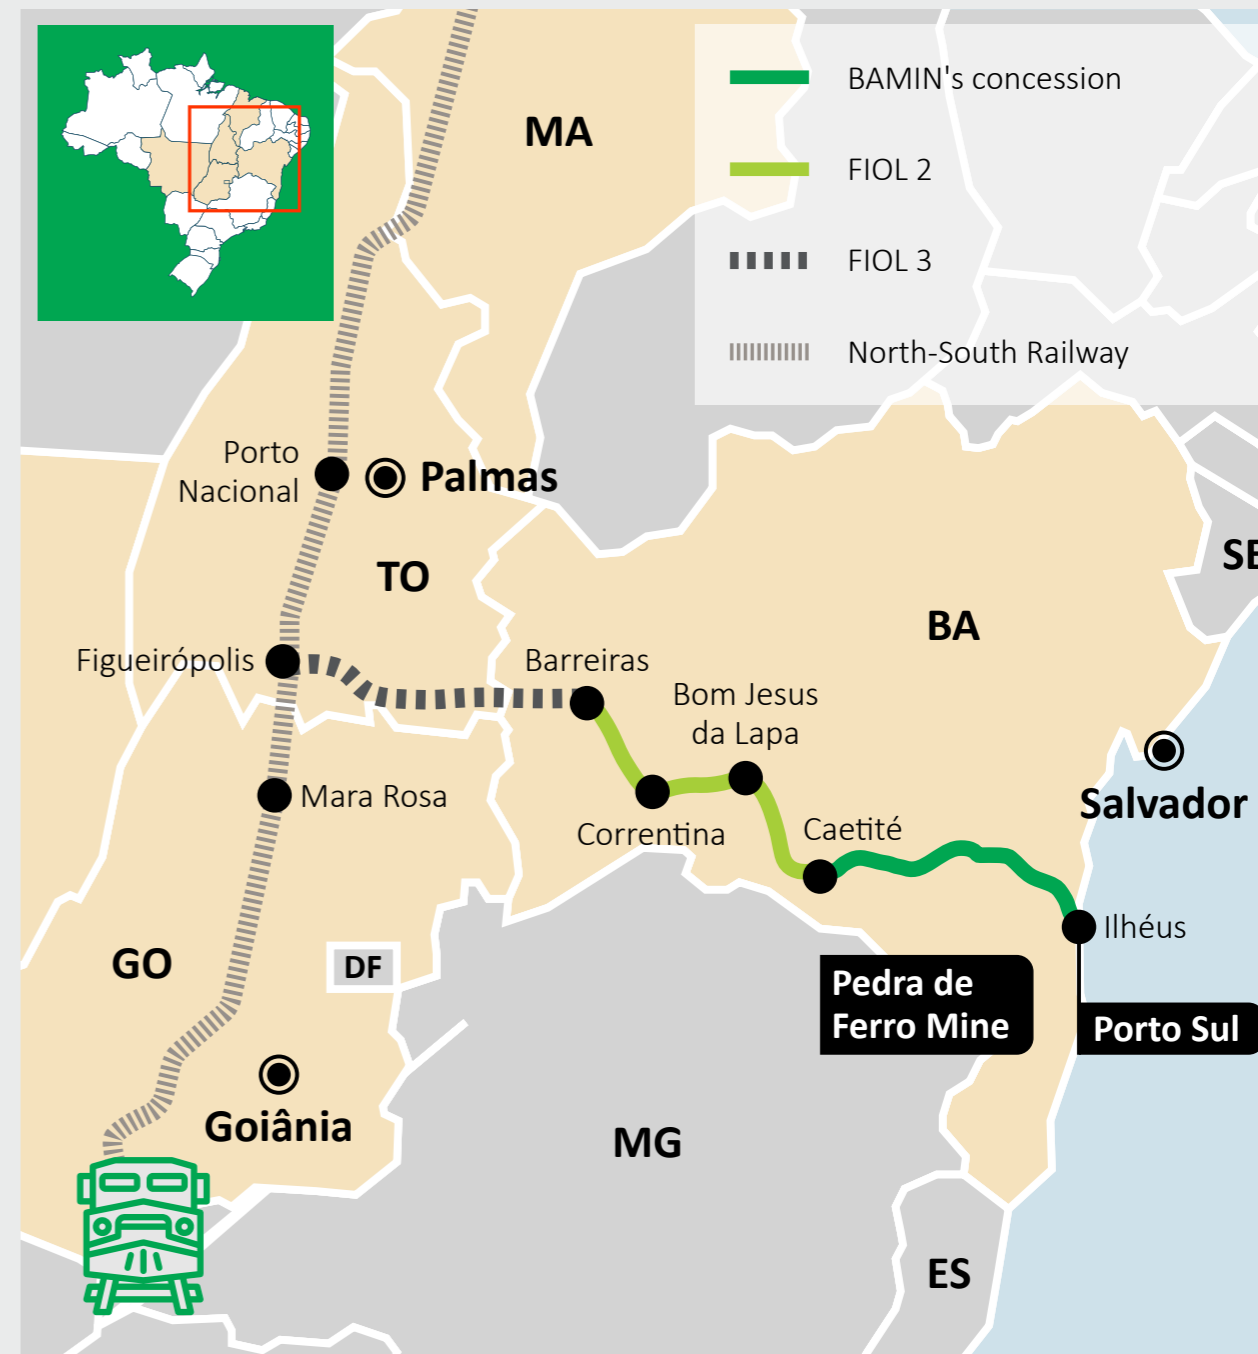 BAMIN's concession
FIOL 2
FIOL 3
North-South Railway
MA
Porto
Nacional
Palmas
TO
SE
BA
Figueirópolis
Barreiras
Bom Jesus
da Lapa
Mara Rosa
Salvador
Correntina
Caetité
Ilhéus
GO
DF
Pedra de
Ferro Mine
Porto Sul
Goiânia
MG
ES